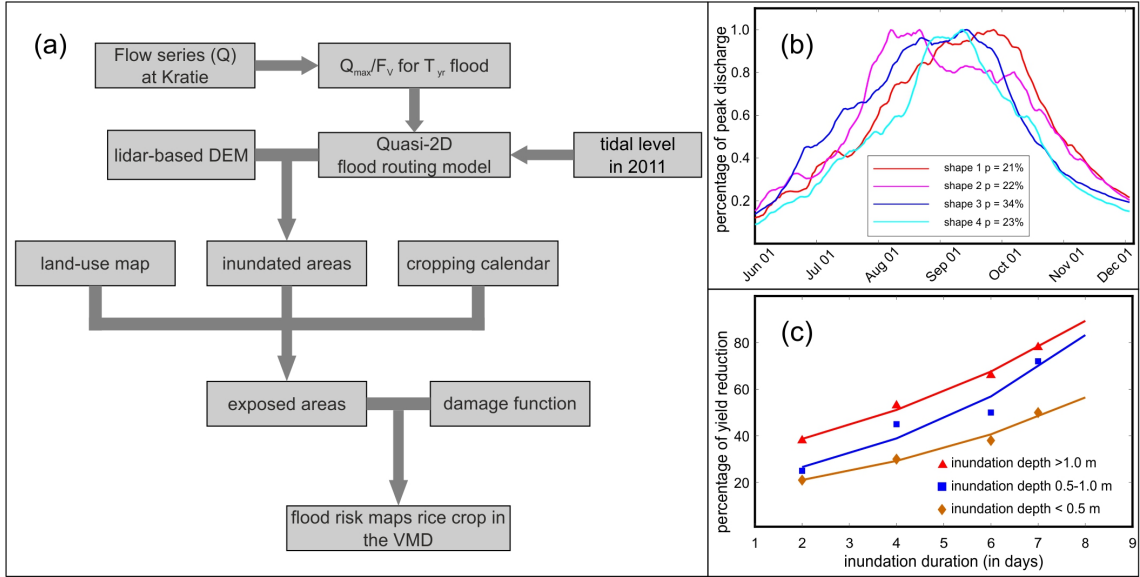 (a)
Flow series (Q)
at Kratie
Qmax/FV for Tyr flood
lidar-based DEM
Quasi-2D
flood routing model
tidal level
in 2011
land-use map
inundated areas
cropping calendar
exposed areas
damage function
flood risk maps rice crop in
the VMD
(b)
percentage of peak discharge
1.0
0.8
0.6
0.4
0.2
shape 1 p = 21%
shape 2 p = 22%
shape 3 p = 34%
shape 4 p = 23%
Jun 01
Jul 01
Aug 01
Sep 01
Oct 01
Nov 01
Dec 01
(c)
percentage of yield reduction
80
60
40
20
inundation depth >1.0 m
inundation depth 0.5-1.0 m
inundation depth < 0.5 m
1 2 3 4 5 6 7 8 9
inundation duration (in days)